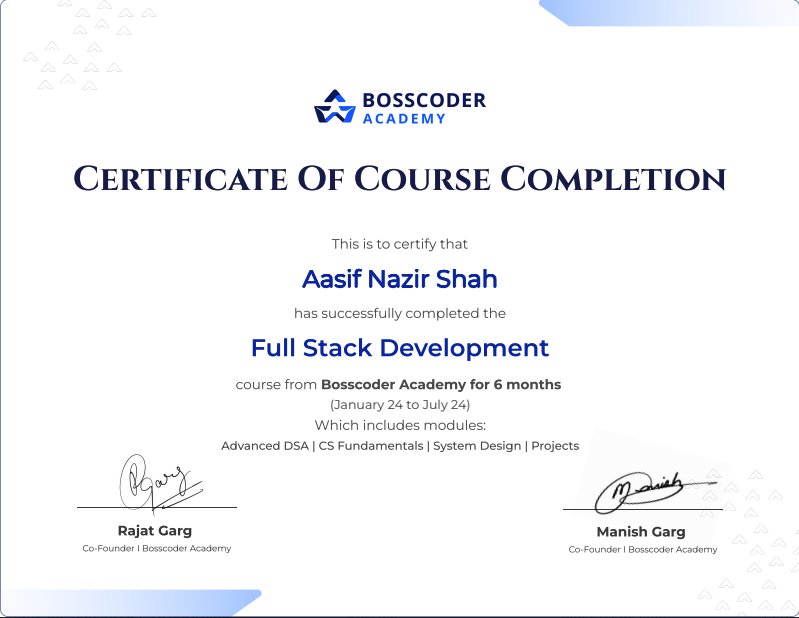 BOSSCODER
ACADEMY
CERTIFICATE OF COURSE COMPLETION
This is to certify that
Aasif Nazir Shah
has successfully completed the
Full Stack Development
course from Bosscoder Academy for 6 months
(January 24 to July 24)
Which includes modules:
Advanced DSA | CS Fundamentals | System Design | Projects
RGarg
Manish
Rajat Garg
Manish Garg
Co-Founder I Bosscoder Academy
Co-Founder I Bosscoder Academy